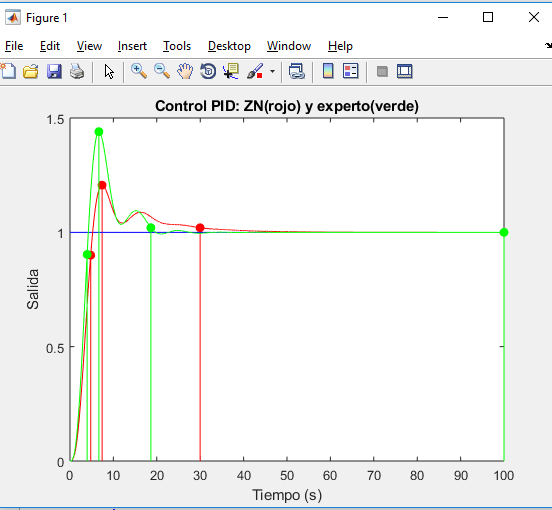 Figure 1
File Edit View Insert Tools Desktop Window Help
Control PID: ZN(rojo) y experto(verde)
1.5
1
0.5
0
Salida
0 10 20 30 40 50 60 70 80 90 100
Tiempo (s)